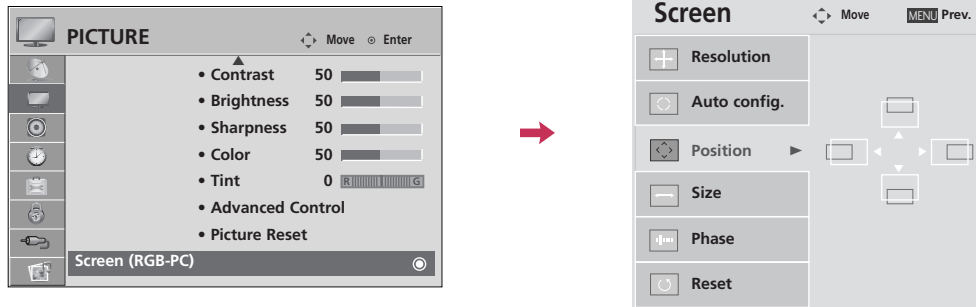 PICTURE
Move
Enter
• Contrast 50
• Brightness 50
• Sharpness 50
• Color 50
• Tint 0 R G
• Advanced Control
• Picture Reset
Screen (RGB-PC)
Screen
Move
MENU Prev.
Resolution
Auto config.
Position
Size
Phase
Reset